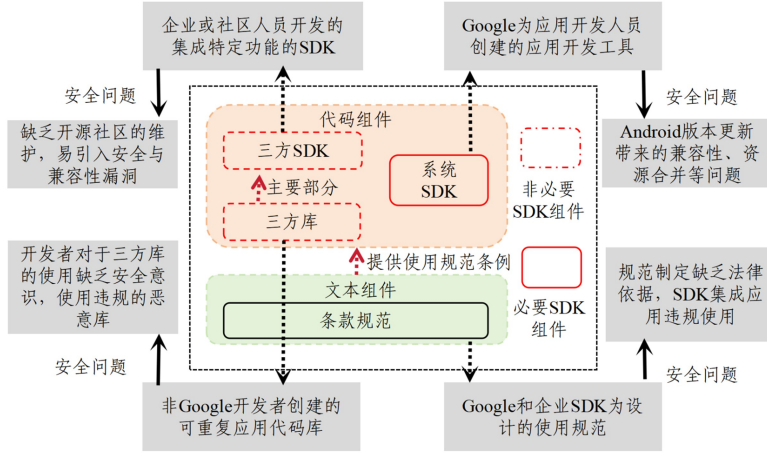 企业或社区人员开发的
集成特定功能的SDK
Google为应用开发人员
创建的应用开发工具
安全问题
安全问题
缺乏开源社区的维
护，易引入安全与
兼容性漏洞
代码组件
三方SDK
主要部分
三方库
系统
SDK
非必要
SDK组件
Android版本更新
带来的兼容性、资
源合并等问题
开发者对于三方库
的使用缺乏安全意
识，使用违规的恶
意库
提供使用规范条例
文本组件
条款规范
必要SDK
组件
规范制定缺乏法律
依据，SDK集成应
用违规使用
安全问题
安全问题
非Google开发者创建的
可重复应用代码库
Google和企业SDK为设
计的使用规范